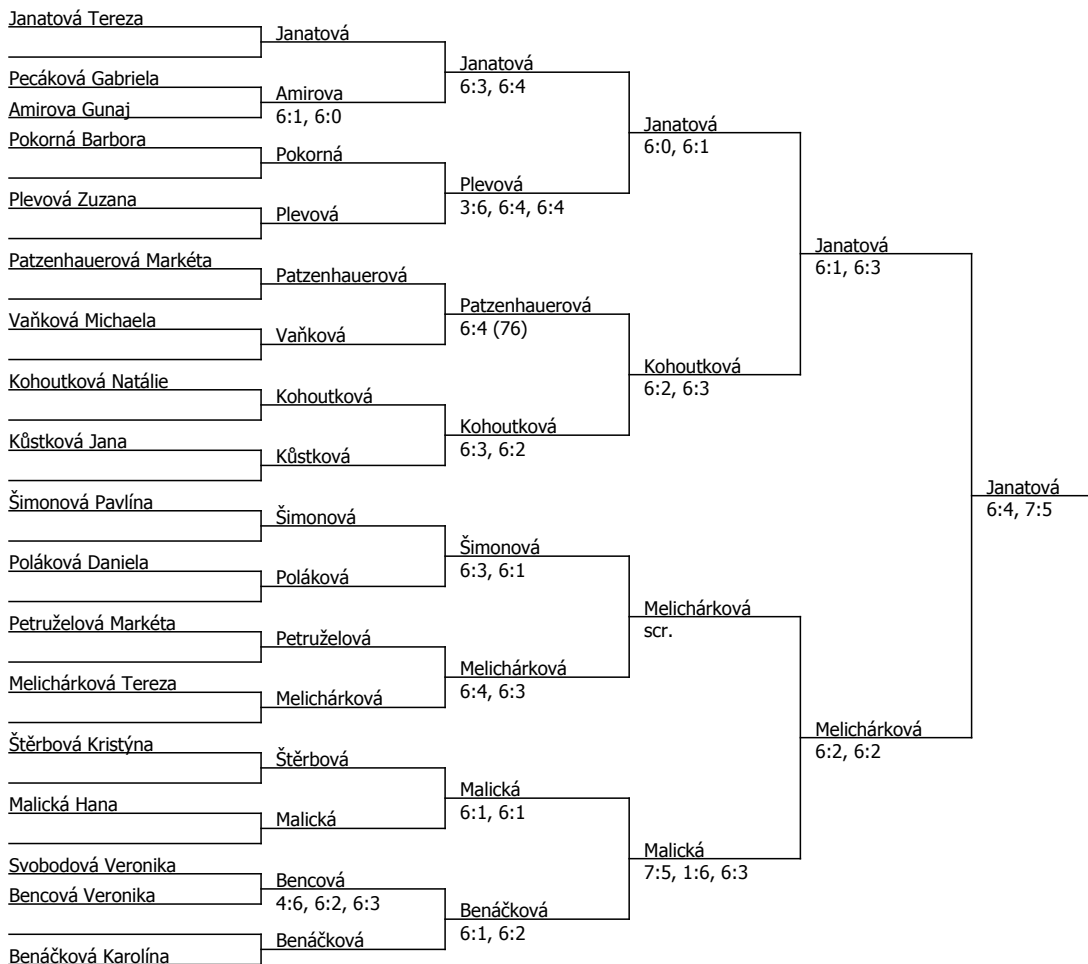 Janatová Tereza
Janatová
Janatová
6:3, 6:4
Pecáková Gabriela
Amirova
6:1, 6:0
Amirova Gunaj
Janatová
6:0, 6:1
Pokorná Barbora
Pokorná
Plevová
3:6, 6:4, 6:4
Plevová Zuzana
Plevová
Janatová
6:1, 6:3
Patzenhauerová Markéta
Patzenhauerová
Patzenhauerová
6:4 (76)
Vaňková Michaela
Vaňková
Kohoutková
6:2, 6:3
Kohoutková Natálie
Kohoutková
Kohoutková
6:3, 6:2
Kůstková Jana
Kůstková
Janatová
6:4, 7:5
Šimonová Pavlína
Šimonová
Šimonová
6:3, 6:1
Poláková Daniela
Poláková
Melichárková
scr.
Petruželová Markéta
Petruželová
Melichárková
6:4, 6:3
Melichárková Tereza
Melichárková
Melichárková
6:2, 6:2
Štěrbová Kristýna
Štěrbová
Malická
6:1, 6:1
Malická Hana
Malická
Malická
7:5, 1:6, 6:3
Svobodová Veronika
Bencová
4:6, 6:2, 6:3
Bencová Veronika
Benáčková
6:1, 6:2
Benáčková
Benáčková Karolína